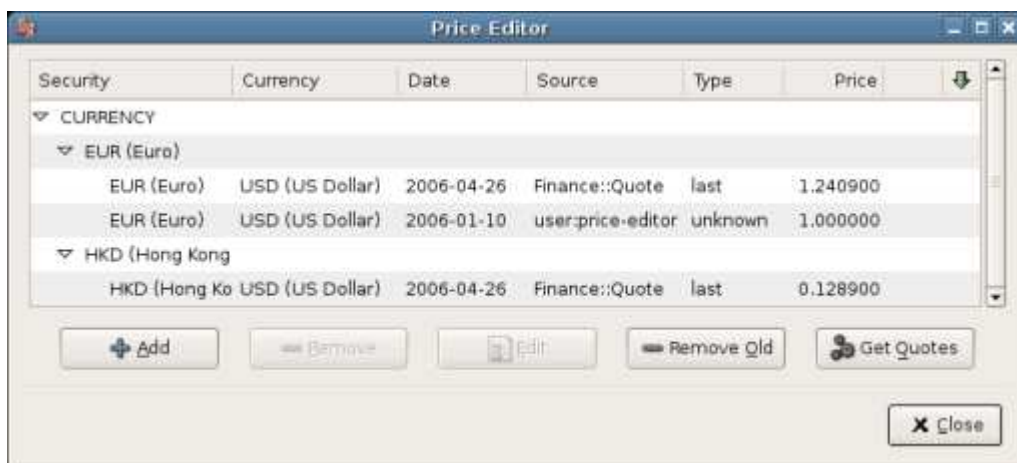 Price Editor
Security Currency Date Source Type Price
CURRENCY
EUR (Euro)
EUR (Euro) USD (US Dollar) 2006-04-26 Finance::Quote last 1.240900
EUR (Euro) USD (US Dollar) 2006-01-10 user:price-editor unknown 1.000000
HKD (Hong Kong
HKD (Hong Ko USD (US Dollar) 2006-04-26 Finance::Quote last 0.128900
Add Remove Edit Remove Old Get Quotes
Close